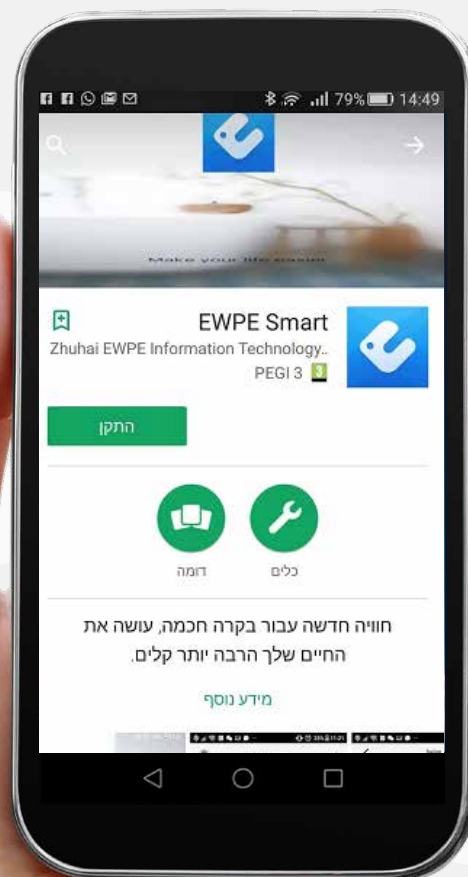 79% 14:49
Make your life easier
EWPE Smart
Zhuhai EWPE Information Technology..
PEGI 3
התקן
כלים
דומה
חוויה חדשה עבור בקרה חכמה, עושה את
החיים שלך הרבה יותר קלים.
מידע נוסף